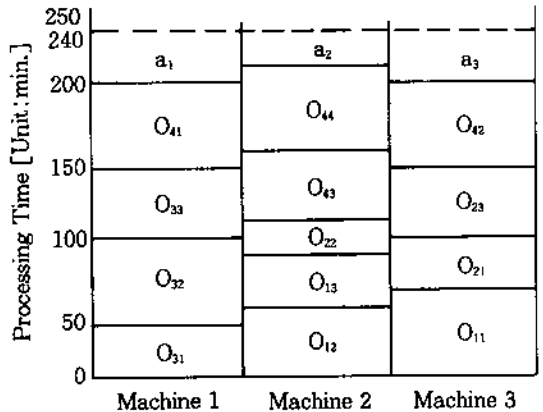 Processing Time [Unit:min.]
250
240
200
150
100
50
0
a₁
O₄₁
O₃₃
O₃₂
O₃₁
a₂
O₄₄
O₄₃
O₂₂
O₁₃
O₁₂
a₃
O₄₂
O₂₃
O₂₁
O₁₁
Machine 1 Machine 2 Machine 3